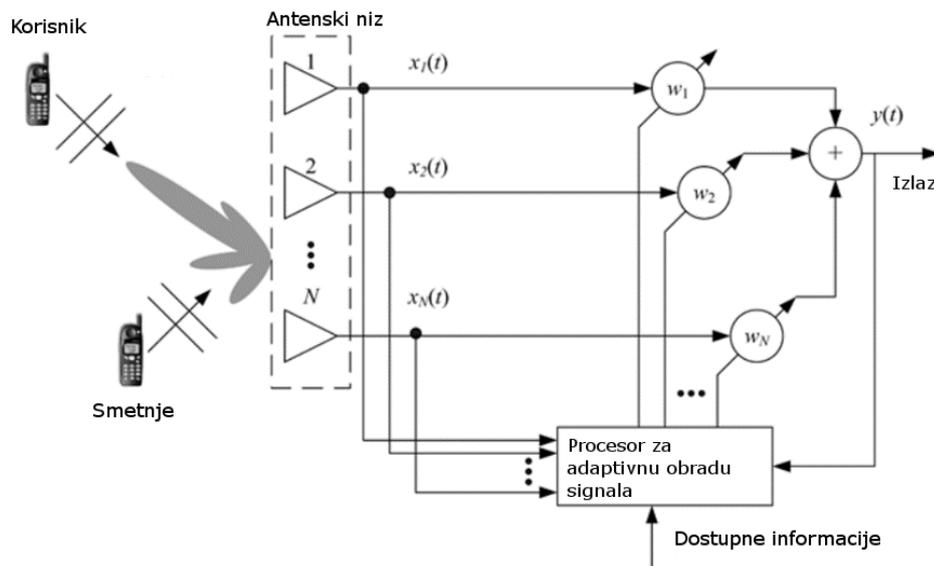 Antenski niz
Korisnik
1
x₁(t)
w₁
y(t)
2
x₂(t)
w₂
+
Izlaz
N
xN(t)
wN
Smetnje
Procesor za
adaptivnu obradu
signala
Dostupne informacije